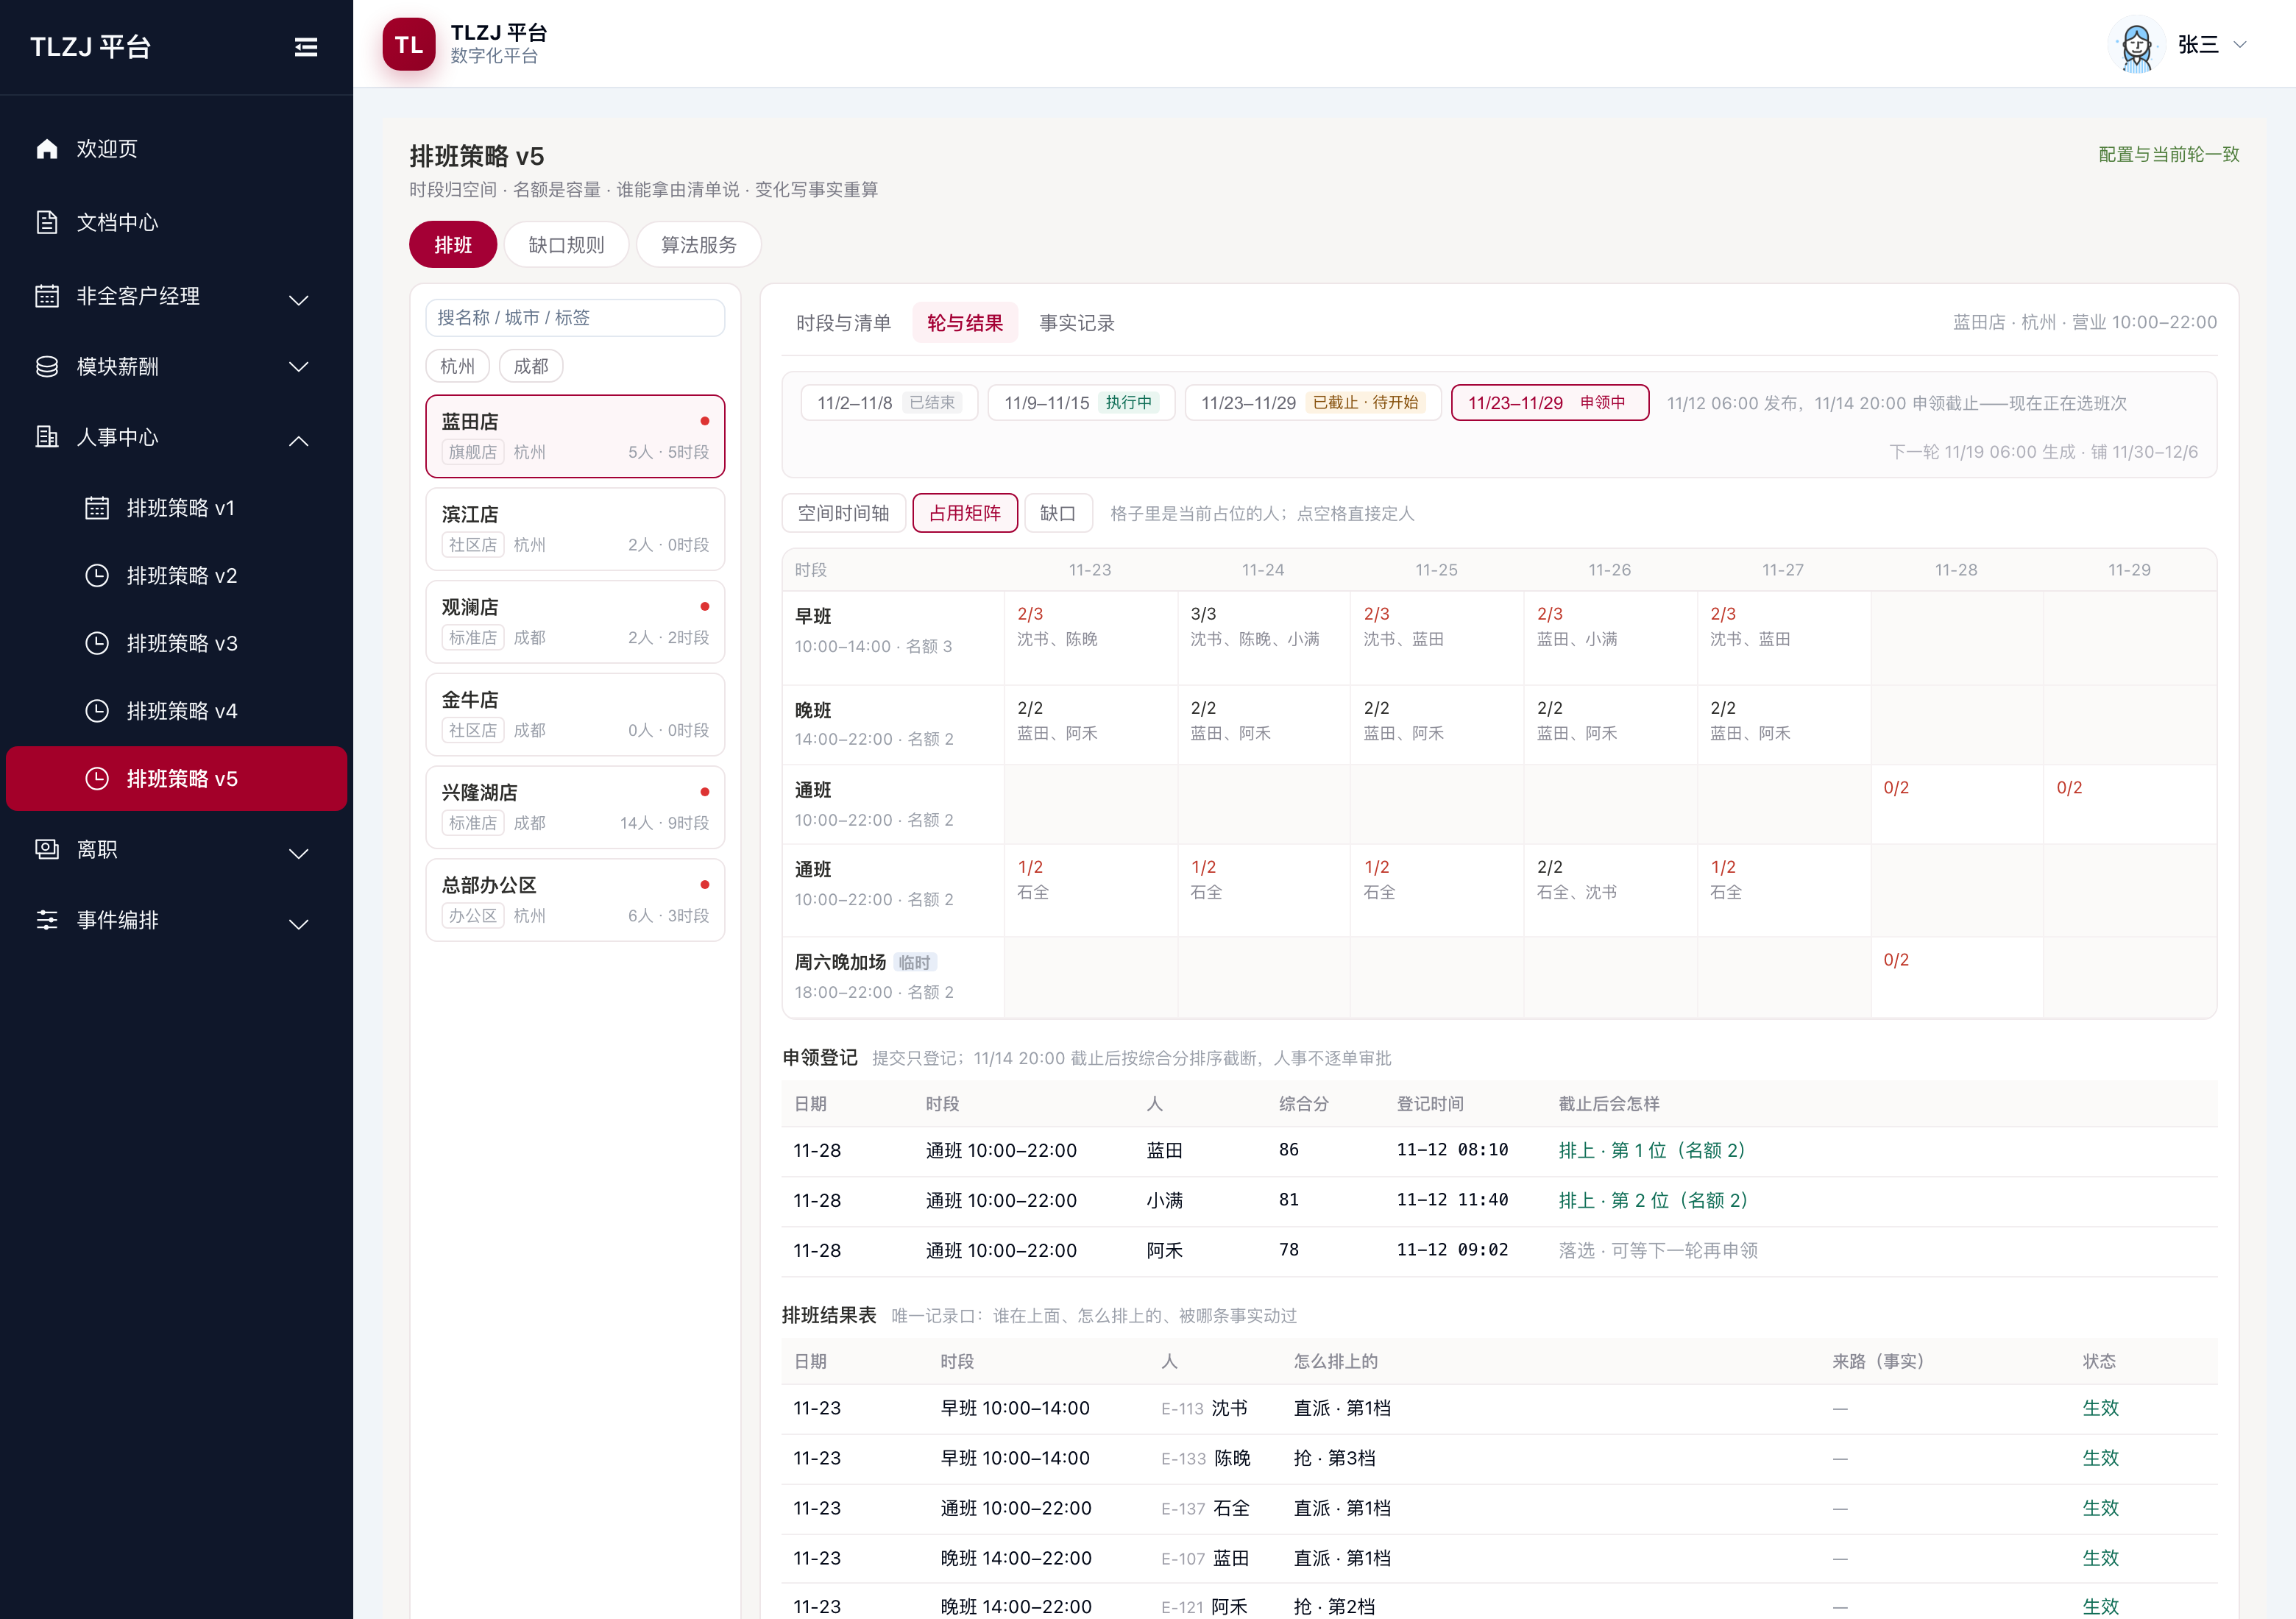 TLZJ 平台
欢迎页
文档中心
非全客户经理
模块薪酬
人事中心
排班策略 v1
排班策略 v2
排班策略 v3
排班策略 v4
排班策略 v5
离职
事件编排
TL
TLZJ 平台
数字化平台
张三
排班策略 v5
配置与当前轮一致
时段归空间 · 名额是容量 · 谁能拿由清单说 · 变化写事实重算
排班 缺口规则 算法服务
搜名称 / 城市 / 标签
杭州 成都
蓝田店
旗舰店 杭州 5人 · 5时段
滨江店
社区店 杭州 2人 · 0时段
观澜店
标准店 成都 2人 · 2时段
金牛店
社区店 成都 0人 · 0时段
兴隆湖店
标准店 成都 14人 · 9时段
总部办公区
办公区 杭州 6人 · 3时段
时段与清单 轮与结果 事实记录 蓝田店 · 杭州 · 营业 10:00–22:00
11/2–11/8 已结束 11/9–11/15 执行中 11/23–11/29 已截止 · 待开始 11/23–11/29 申领中 11/12 06:00 发布，11/14 20:00 申领截止——现在正在选班次
下一轮 11/19 06:00 生成 · 铺 11/30–12/6
空间时间轴 占用矩阵 缺口 格子里是当前占位的人；点空格直接定人
时段 11-23 11-24 11-25 11-26 11-27 11-28 11-29
早班 2/3 3/3 2/3 2/3 2/3
10:00–14:00 · 名额 3 沈书、陈晚 沈书、陈晚、小满 沈书、蓝田 蓝田、小满 沈书、蓝田
晚班 2/2 2/2 2/2 2/2 2/2
14:00–22:00 · 名额 2 蓝田、阿禾 蓝田、阿禾 蓝田、阿禾 蓝田、阿禾 蓝田、阿禾
通班 0/2 0/2
10:00–22:00 · 名额 2
通班 1/2 1/2 1/2 2/2 1/2
10:00–22:00 · 名额 2 石全 石全 石全 石全、沈书 石全
周六晚加场 临时 0/2
18:00–22:00 · 名额 2
申领登记 提交只登记；11/14 20:00 截止后按综合分排序截断，人事不逐单审批
日期 时段 人 综合分 登记时间 截止后会怎样
11-28 通班 10:00–22:00 蓝田 86 11-12 08:10 排上 · 第 1 位（名额 2）
11-28 通班 10:00–22:00 小满 81 11-12 11:40 排上 · 第 2 位（名额 2）
11-28 通班 10:00–22:00 阿禾 78 11-12 09:02 落选 · 可等下一轮再申领
排班结果表 唯一记录口：谁在上面、怎么排上的、被哪条事实动过
日期 时段 人 怎么排上的 来路（事实） 状态
11-23 早班 10:00–14:00 E-113 沈书 直派 · 第1档 — 生效
11-23 早班 10:00–14:00 E-133 陈晚 抢 · 第3档 — 生效
11-23 通班 10:00–22:00 E-137 石全 直派 · 第1档 — 生效
11-23 晚班 14:00–22:00 E-107 蓝田 直派 · 第1档 — 生效
11-23 晚班 14:00–22:00 E-121 阿禾 抢 · 第2档 — 生效